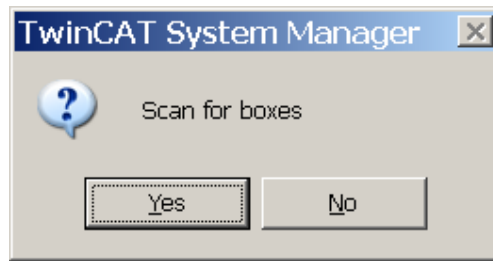 TwinCAT System Manager
Scan for boxes
Yes No